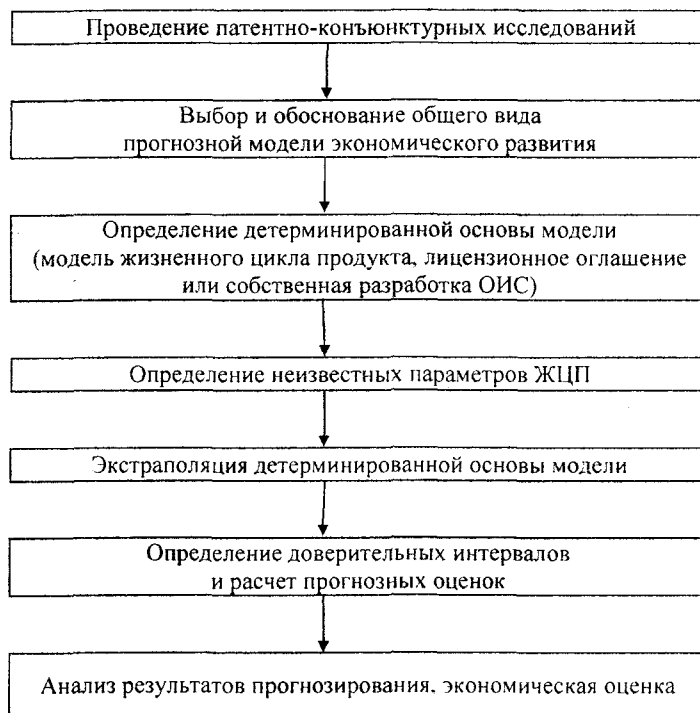 Проведение патентно-конъюнктурных исследований
Выбор и обоснование общего вида
прогнозной модели экономического развития
Определение детерминированной основы модели
(модель жизненного цикла продукта, лицензионное оглашение
или собственная разработка ОИС)
Определение неизвестных параметров ЖЦП
Экстраполяция детерминированной основы модели
Определение доверительных интервалов
и расчет прогнозных оценок
Анализ результатов прогнозирования, экономическая оценка